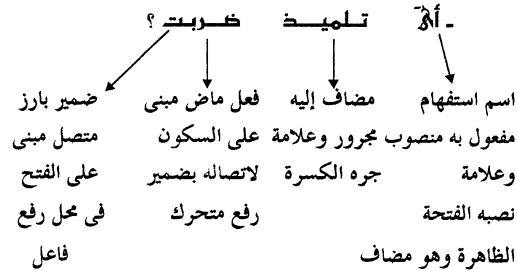 ـ أىَّ تلميذ ضربت ؟
اسم استفهام مضاف إليه فعل ماض مبنى ضمير بارز
مفعول به منصوب مجرور وعلامة على السكون متصل مبنى
وعلامة جره الكسرة لاتصاله بضمير على الفتح
نصبه الفتحة رفع متحرك فى محل رفع
الظاهرة وهو مضاف فاعل